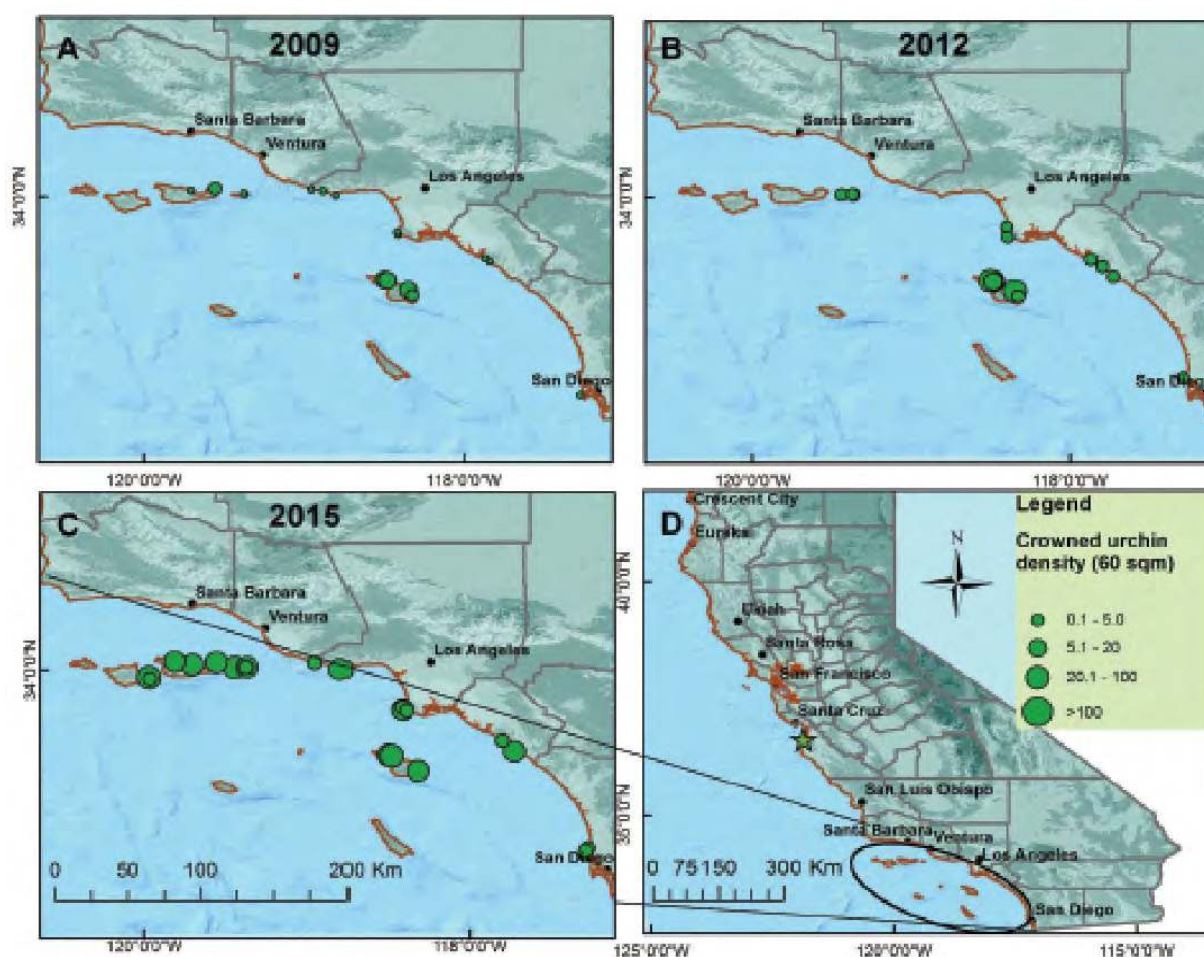 A
2009
Santa Barbara
Ventura
Los Angeles
San Diego
34°0'0"N
120°0'0"W
118°0'0"W
B
2012
Santa Barbara
Ventura
Los Angeles
San Diego
34°0'0"N
120°0'0"W
118°0'0"W
C
2015
Santa Barbara
Ventura
Los Angeles
San Diego
34°0'0"N
0 50 100 200 Km
120°0'0"W
118°0'0"W
D
Crescent City
Eureka
Ukiah
Santa Rosa
San Francisco
Santa Cruz
San Luis Obispo
Santa Barbara
Ventura
Los Angeles
San Diego
N
Legend
Crowned urchin
density (60 sqm)
0.1 - 5.0
5.1 - 20
20.1 - 100
>100
40°0'0"N
35°0'0"N
0 75 150 300 Km
125°0'0"W
120°0'0"W
115°0'0"W